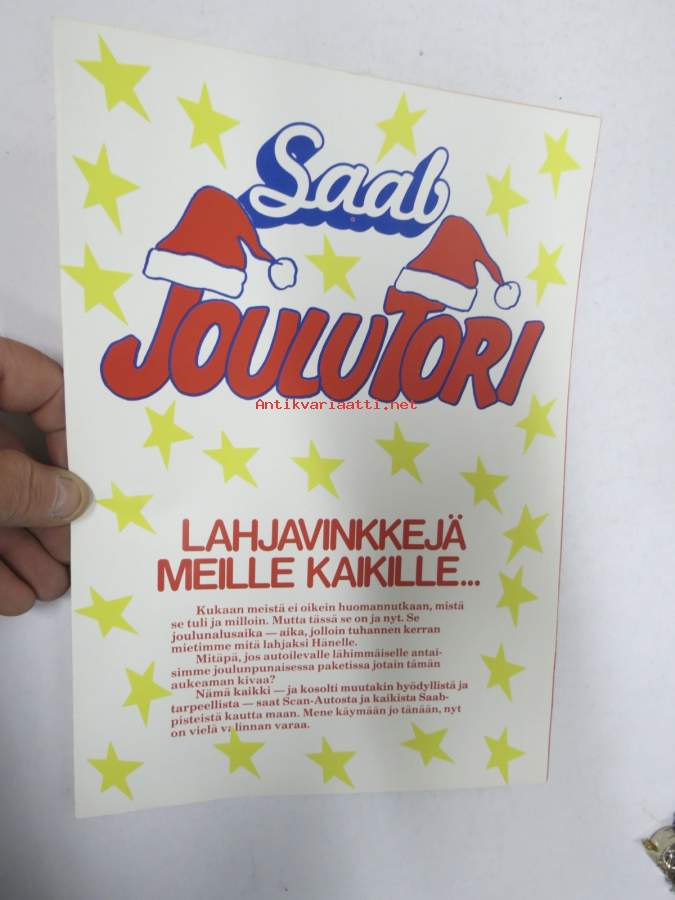 Saab
JOULUTORI
Antikvariaatti.net
LAHJAVINKKEJÄ
MEILLE KAIKILLE...
Kukaan meistä ei oikein huomannutkaan, mistä
se tuli ja milloin. Mutta tässä se on ja nyt. Se
joulunalusaika — aika, jolloin tuhannen kerran
mietimme mitä lahjaksi Hänelle.
Mitäpä, jos autoilevalle lähimmäiselle antai-
simme joulunpunaisessa paketissa jotain tämän
aukeaman kivaa?
Nämä kaikki — ja kosolti muutakin hyödyllistä ja
tarpeellista — saat Scan-Autosta ja kaikista Saab-
pisteistä kautta maan. Mene käymään jo tänään, nyt
on vielä valinnan varaa.